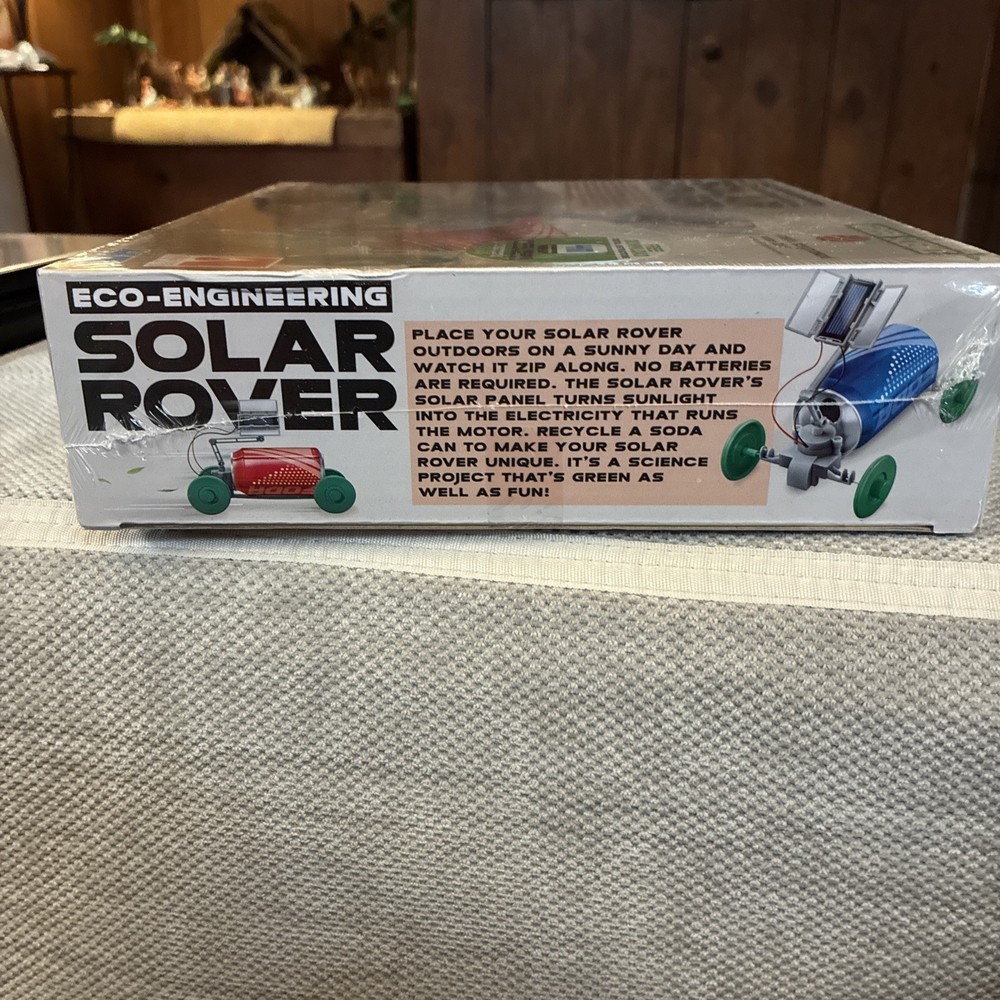 ECO-ENGINEERING
SOLAR
ROVER
PLACE YOUR SOLAR ROVER
OUTDOORS ON A SUNNY DAY AND
WATCH IT ZIP ALONG. NO BATTERIES
ARE REQUIRED. THE SOLAR ROVER'S
SOLAR PANEL TURNS SUNLIGHT
INTO THE ELECTRICITY THAT RUNS
THE MOTOR. RECYCLE A SODA
CAN TO MAKE YOUR SOLAR
ROVER UNIQUE. IT'S A SCIENCE
PROJECT THAT'S GREEN AS
WELL AS FUN!